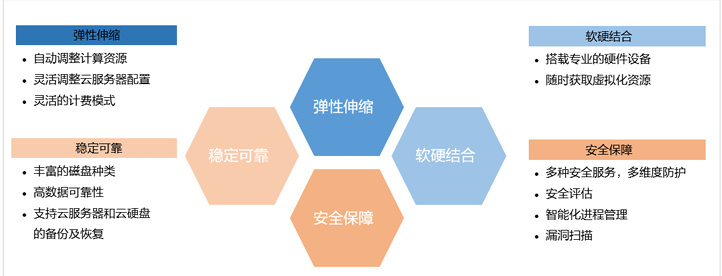 弹性伸缩
自动调整计算资源
灵活调整云服务器配置
灵活的计费模式
稳定可靠
丰富的磁盘种类
高数据可靠性
支持云服务器和云硬盘
的备份及恢复
弹性伸缩
稳定可靠
软硬结合
安全保障
软硬结合
搭载专业的硬件设备
随时获取虚拟化资源
安全保障
多种安全服务，多维度防护
安全评估
智能化进程管理
漏洞扫描